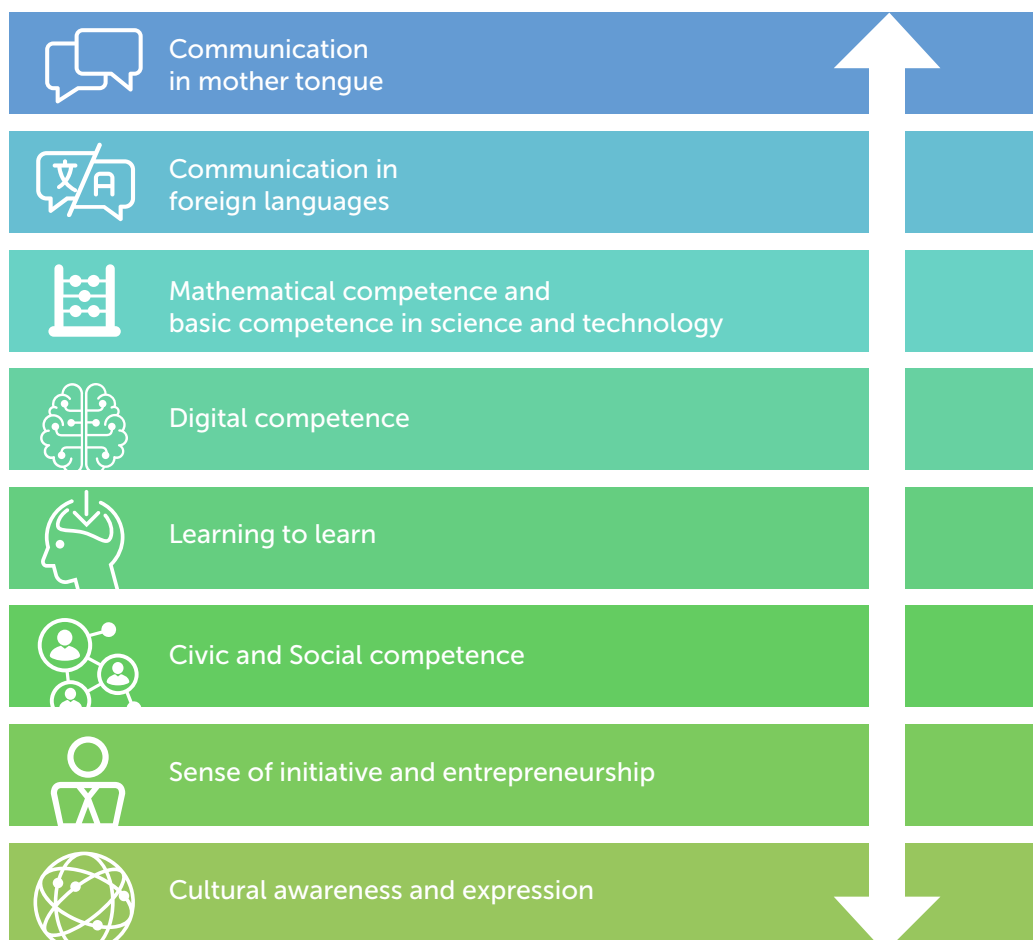 Communication
in mother tongue
文 A
Communication in
foreign languages
Mathematical competence and
basic competence in science and technology
Digital competence
Learning to learn
Civic and Social competence
Sense of initiative and entrepreneurship
Cultural awareness and expression